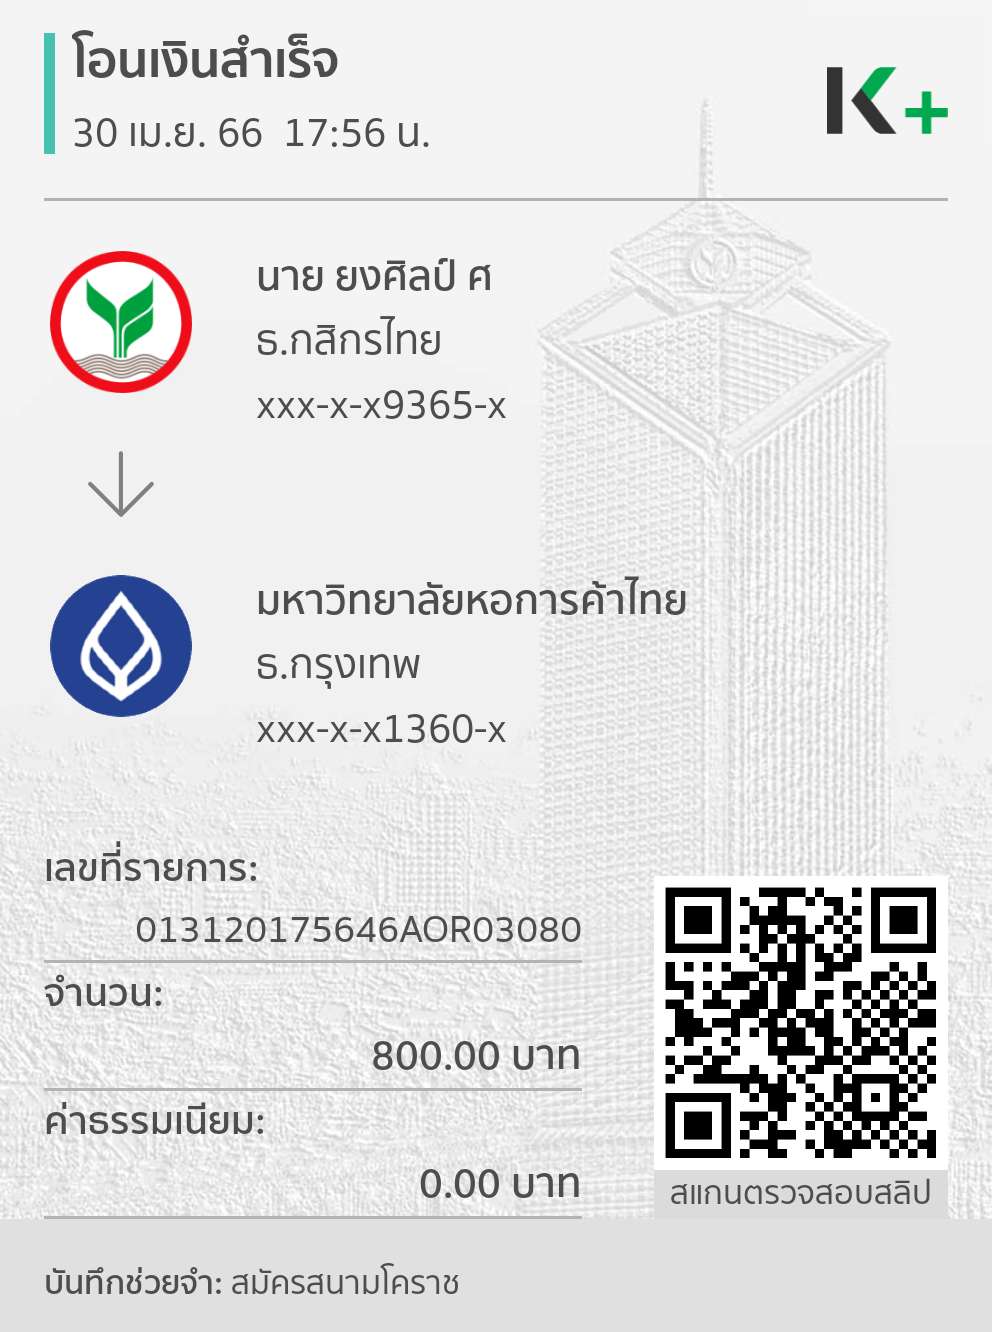 โอนเงินสำเร็จ
30 เม.ย. 66  17:56 น.
K+
นาย ยงศิลป์ ศ
ธ.กสิกรไทย
xxx-x-x9365-x
มหาวิทยาลัยหอการค้าไทย
ธ.กรุงเทพ
xxx-x-x1360-x
เลขที่รายการ:
013120175646AOR03080
จำนวน:
800.00 บาท
ค่าธรรมเนียม:
0.00 บาท
สแกนตรวจสอบสลิป
บันทึกช่วยจำ: สมัครสนามโคราช